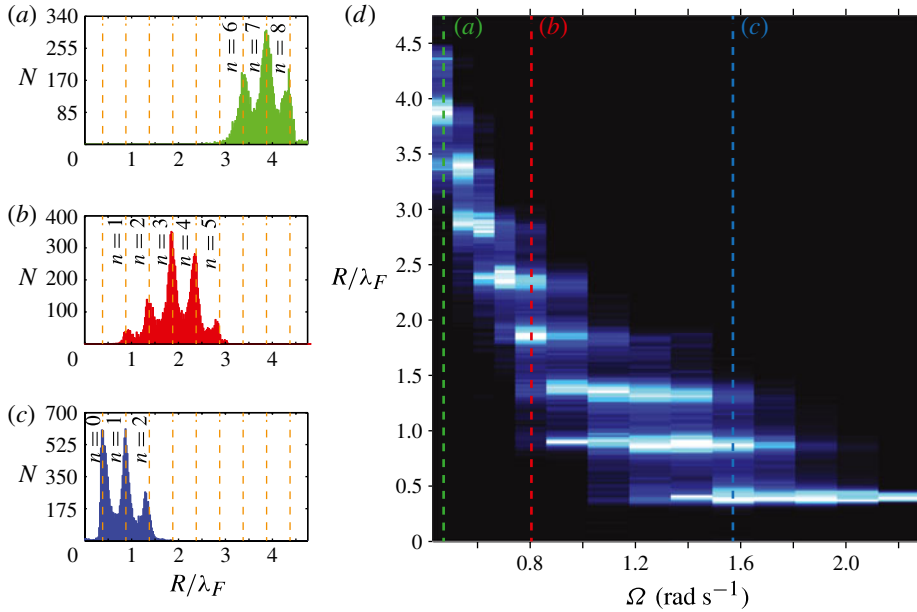 (a)
340
255
170
85
0
N
n = 6
n = 7
n = 8
1
2
3
4
(b)
400
300
200
100
0
N
n = 1
n = 2
n = 3
n = 4
n = 5
1
2
3
4
(c)
700
525
350
175
0
N
n = 0
n = 1
n = 2
1
2
3
4
R/λF
(d)
(a)
(b)
(c)
4.5
4.0
3.5
3.0
2.5
2.0
1.5
1.0
0.5
0
R/λF
0.8
1.2
1.6
2.0
Ω (rad s−1)